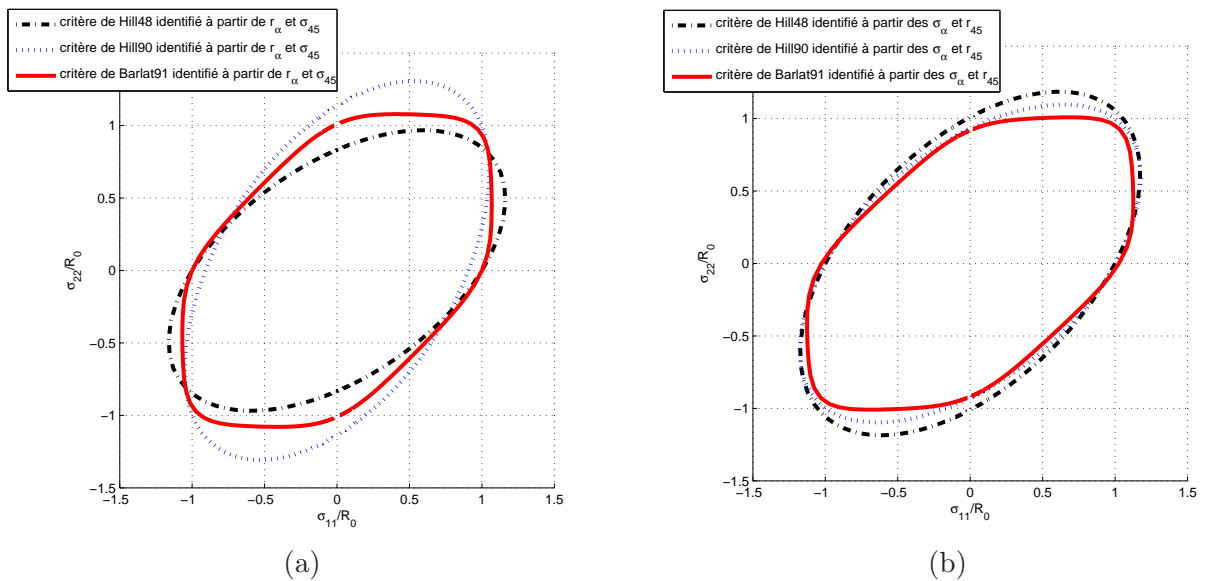 critère de Hill48 identifié à partir de r_α et σ_45
critère de Hill90 identifié à partir de r_α et σ_45
critère de Barlat91 identifié à partir de r_α et σ_45
1
0.5
0
−0.5
−1
−1.5
−1.5
−1
−0.5
0
0.5
1
1.5
σ_22/R_0
σ_11/R_0
(a)
critère de Hill48 identifié à partir des σ_α et r_45
critère de Hill90 identifié à partir des σ_α et r_45
critère de Barlat91 identifié à partir des σ_α et r_45
1
0.5
0
−0.5
−1
−1.5
−1.5
−1
−0.5
0
0.5
1
1.5
σ_22/R_0
σ_11/R_0
(b)